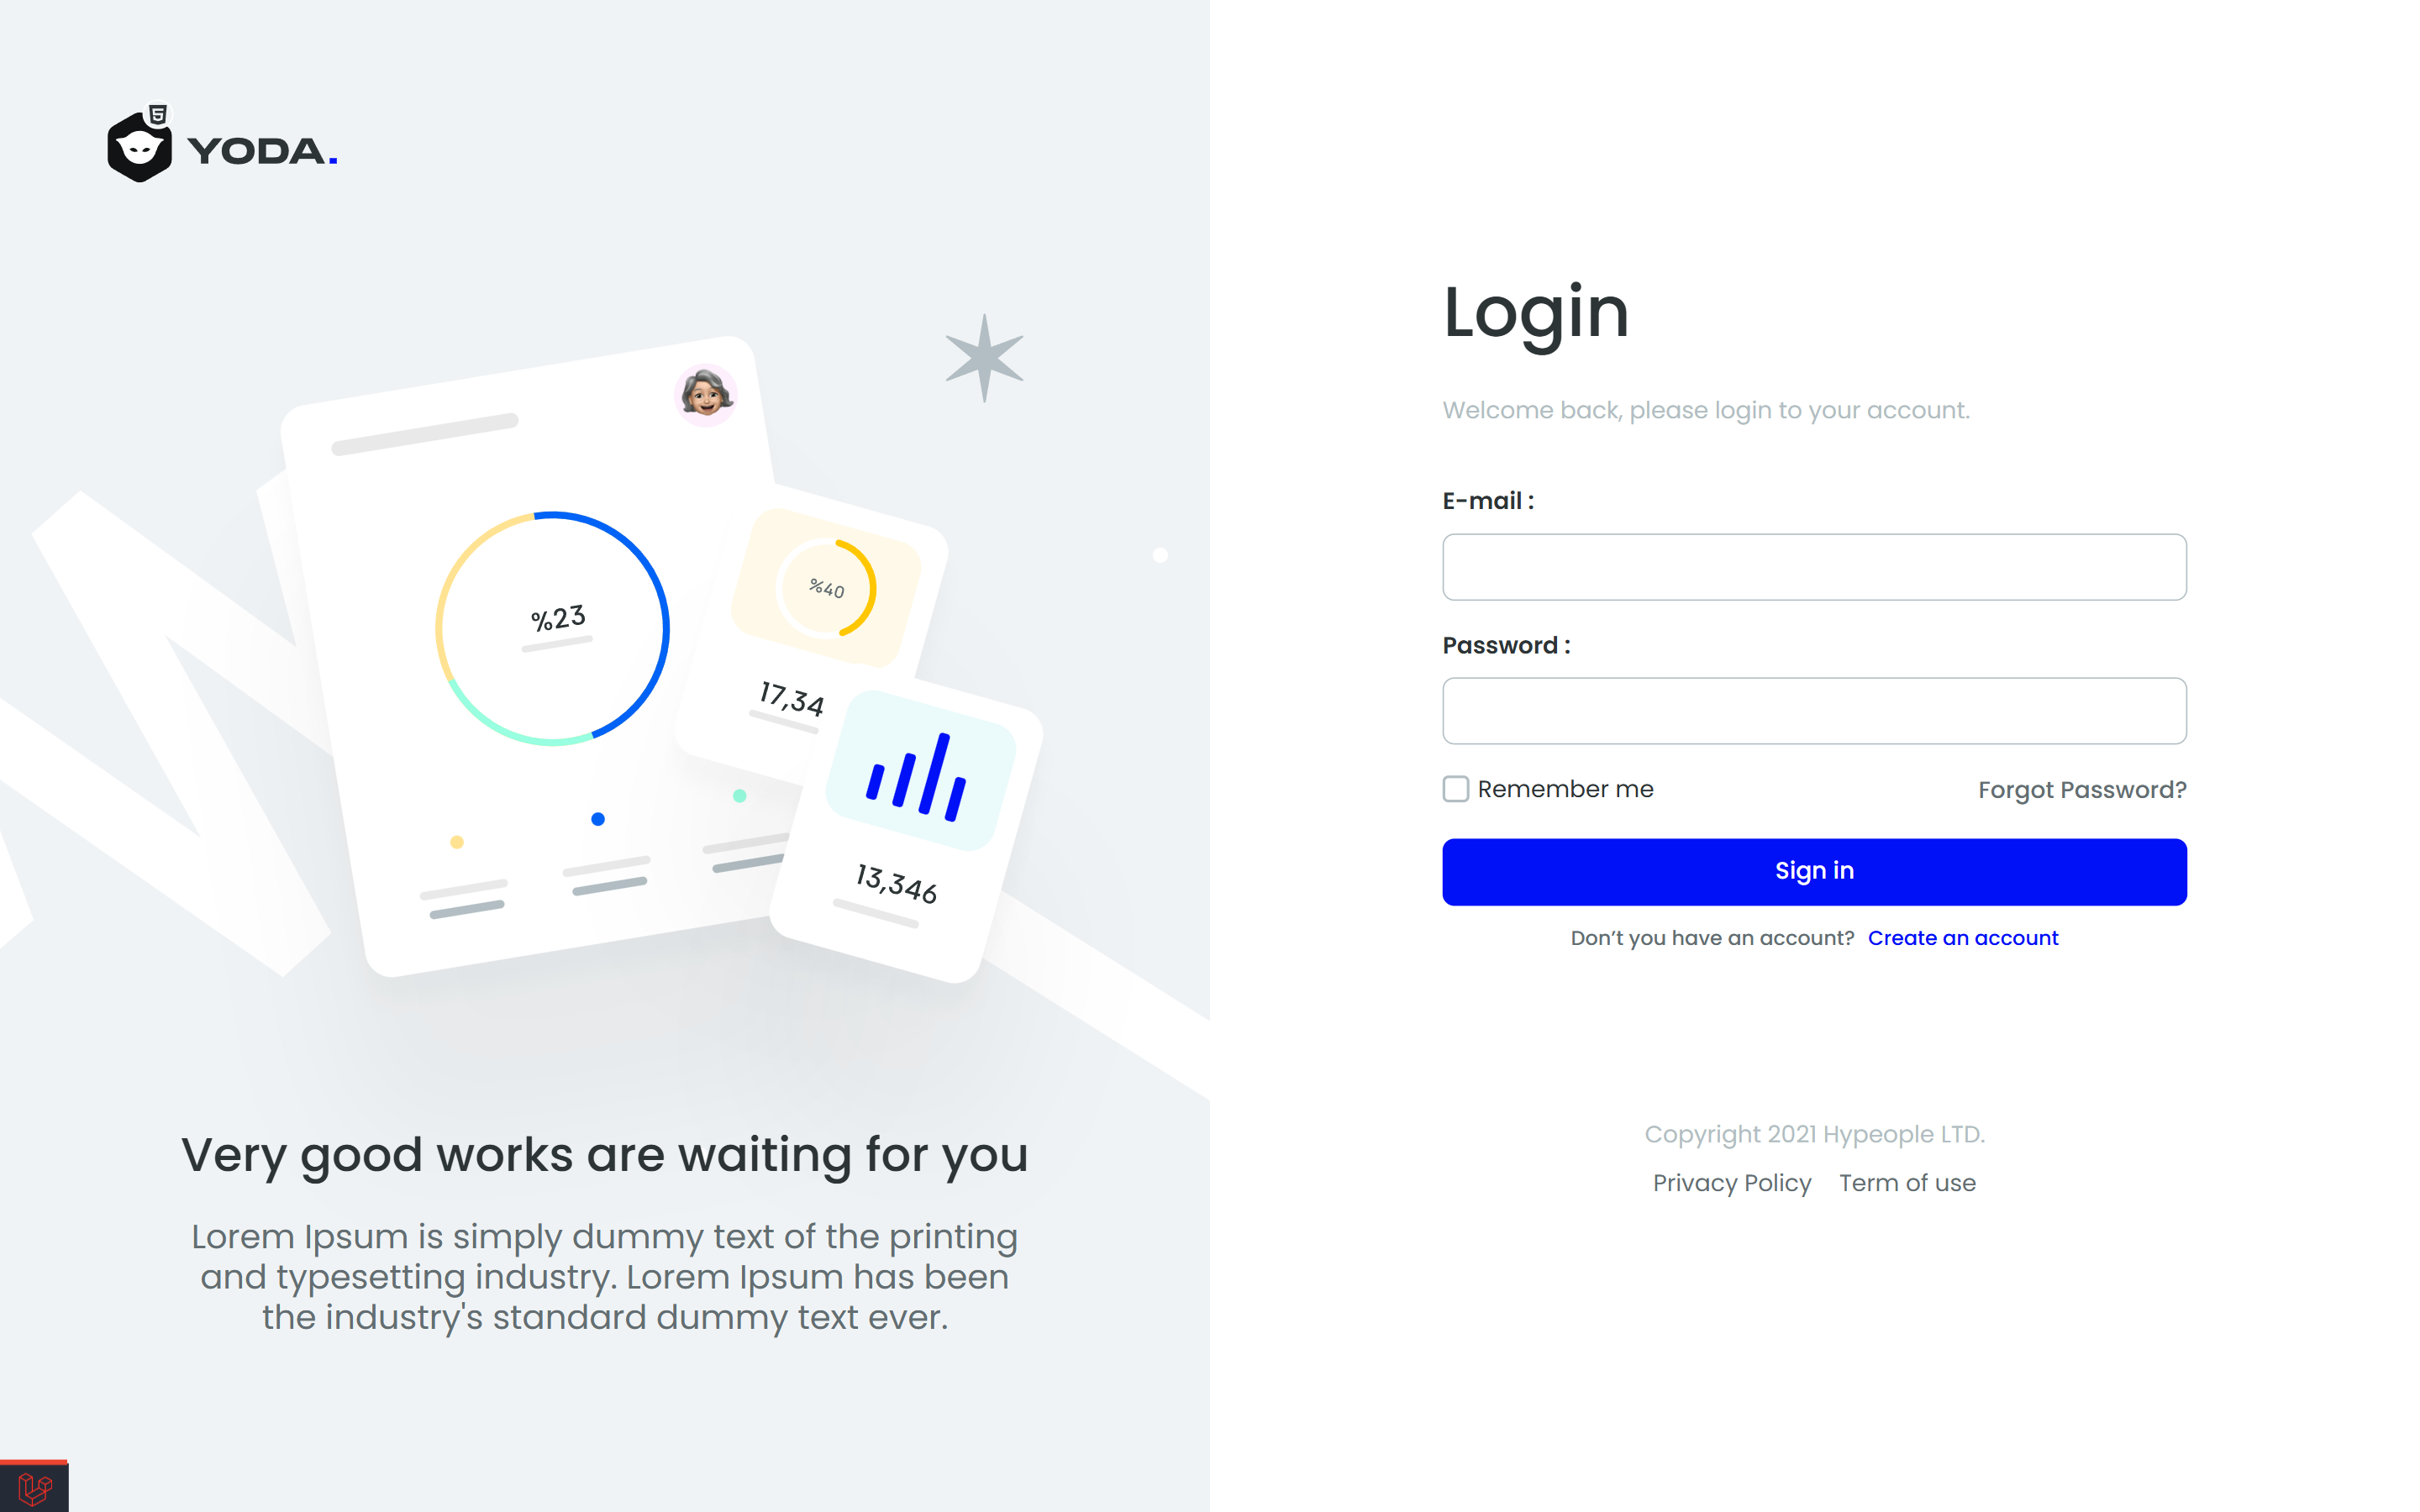 YODA.
%23
%40
17,34
13,346
Very good works are waiting for you
Lorem Ipsum is simply dummy text of the printing
and typesetting industry. Lorem Ipsum has been
the industry's standard dummy text ever.
Login
Welcome back, please login to your account.
E-mail :
Password :
Remember me
Forgot Password?
Sign in
Don’t you have an account? Create an account
Copyright 2021 Hypeople LTD.
Privacy Policy Term of use